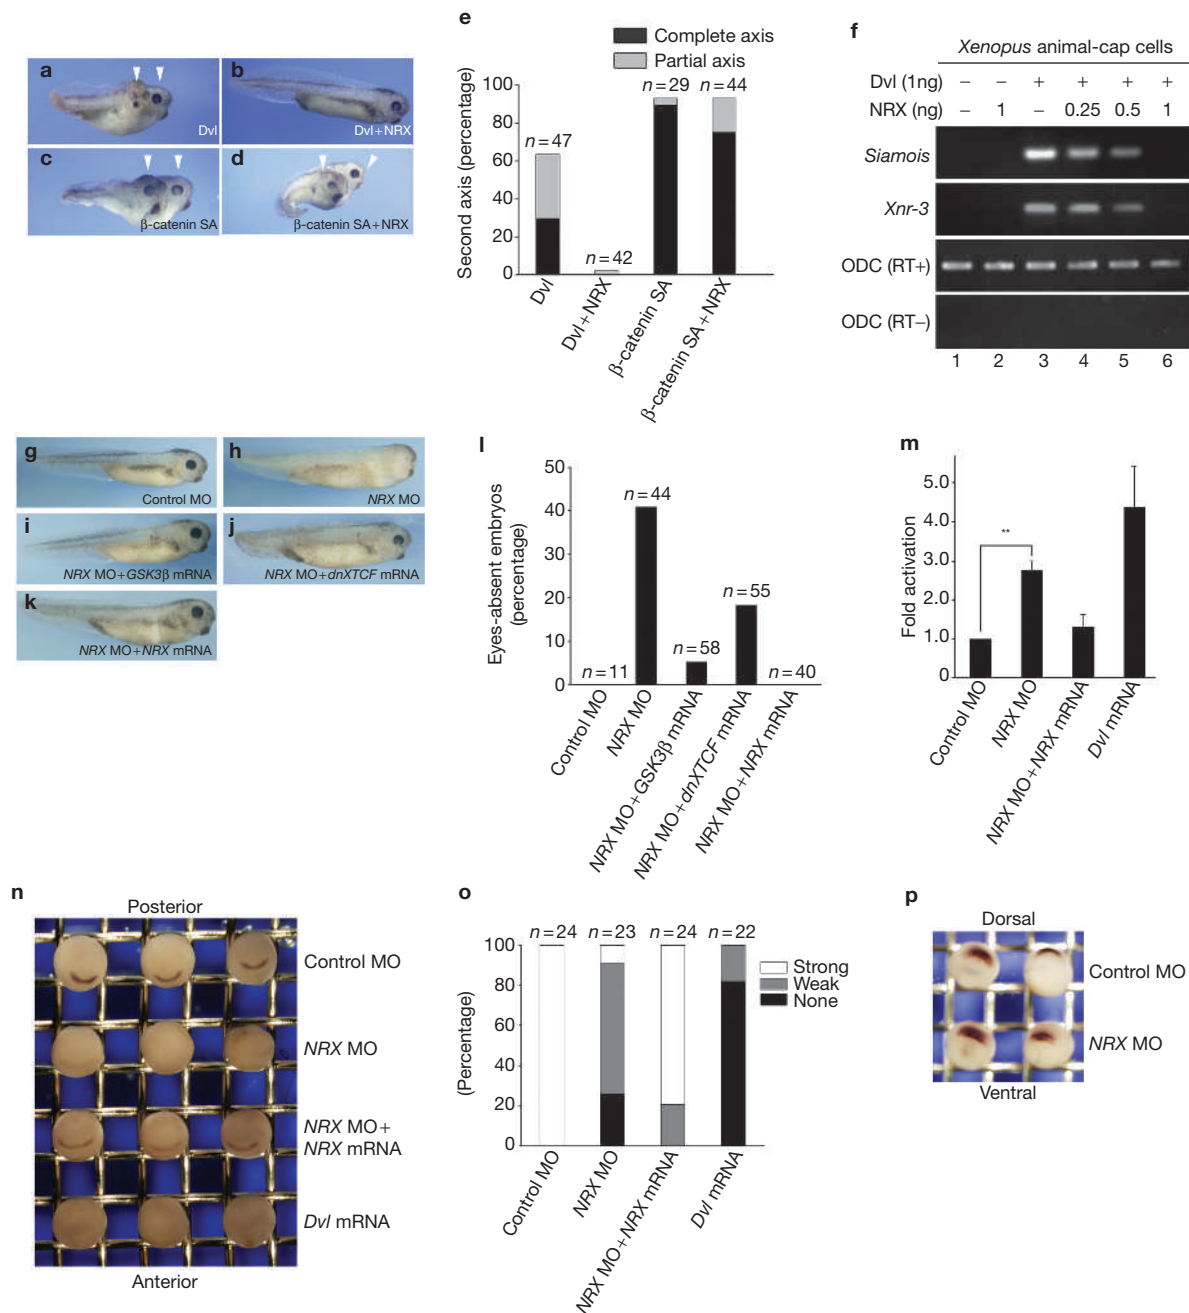 a
Dvl
b
Dvl+NRX
c
β-catenin SA
d
β-catenin SA+NRX
e
Complete axis
Partial axis
Second axis (percentage)
100
80
60
40
20
0
n=47
n=42
n=29
n=44
Dvl
Dvl+NRX
β-catenin SA
β-catenin SA+NRX
f
Xenopus animal-cap cells
Dvl (1ng) – – + + + +
NRX (ng) – 1 – 0.25 0.5 1
Siamois
Xnr-3
ODC (RT+)
ODC (RT–)
1 2 3 4 5 6
g
Control MO
h
NRX MO
i
NRX MO+GSK3β mRNA
j
NRX MO+dnXTCF mRNA
k
NRX MO+NRX mRNA
l
Eyes-absent embryos
(percentage)
50
40
30
20
10
0
n=11
n=44
n=58
n=55
n=40
Control MO
NRX MO
NRX MO+GSK3β mRNA
NRX MO+dnXTCF mRNA
NRX MO+NRX mRNA
m
Fold activation
5.0
4.0
3.0
2.0
1.0
0
**
Control MO
NRX MO
NRX MO+NRX mRNA
Dvl mRNA
n
Posterior
Control MO
NRX MO
NRX MO+
NRX mRNA
Dvl mRNA
Anterior
o
n=24 n=23 n=24 n=22
(Percentage)
100
80
60
40
20
0
Strong
Weak
None
Control MO
NRX MO
NRX MO+NRX mRNA
Dvl mRNA
p
Dorsal
Control MO
NRX MO
Ventral